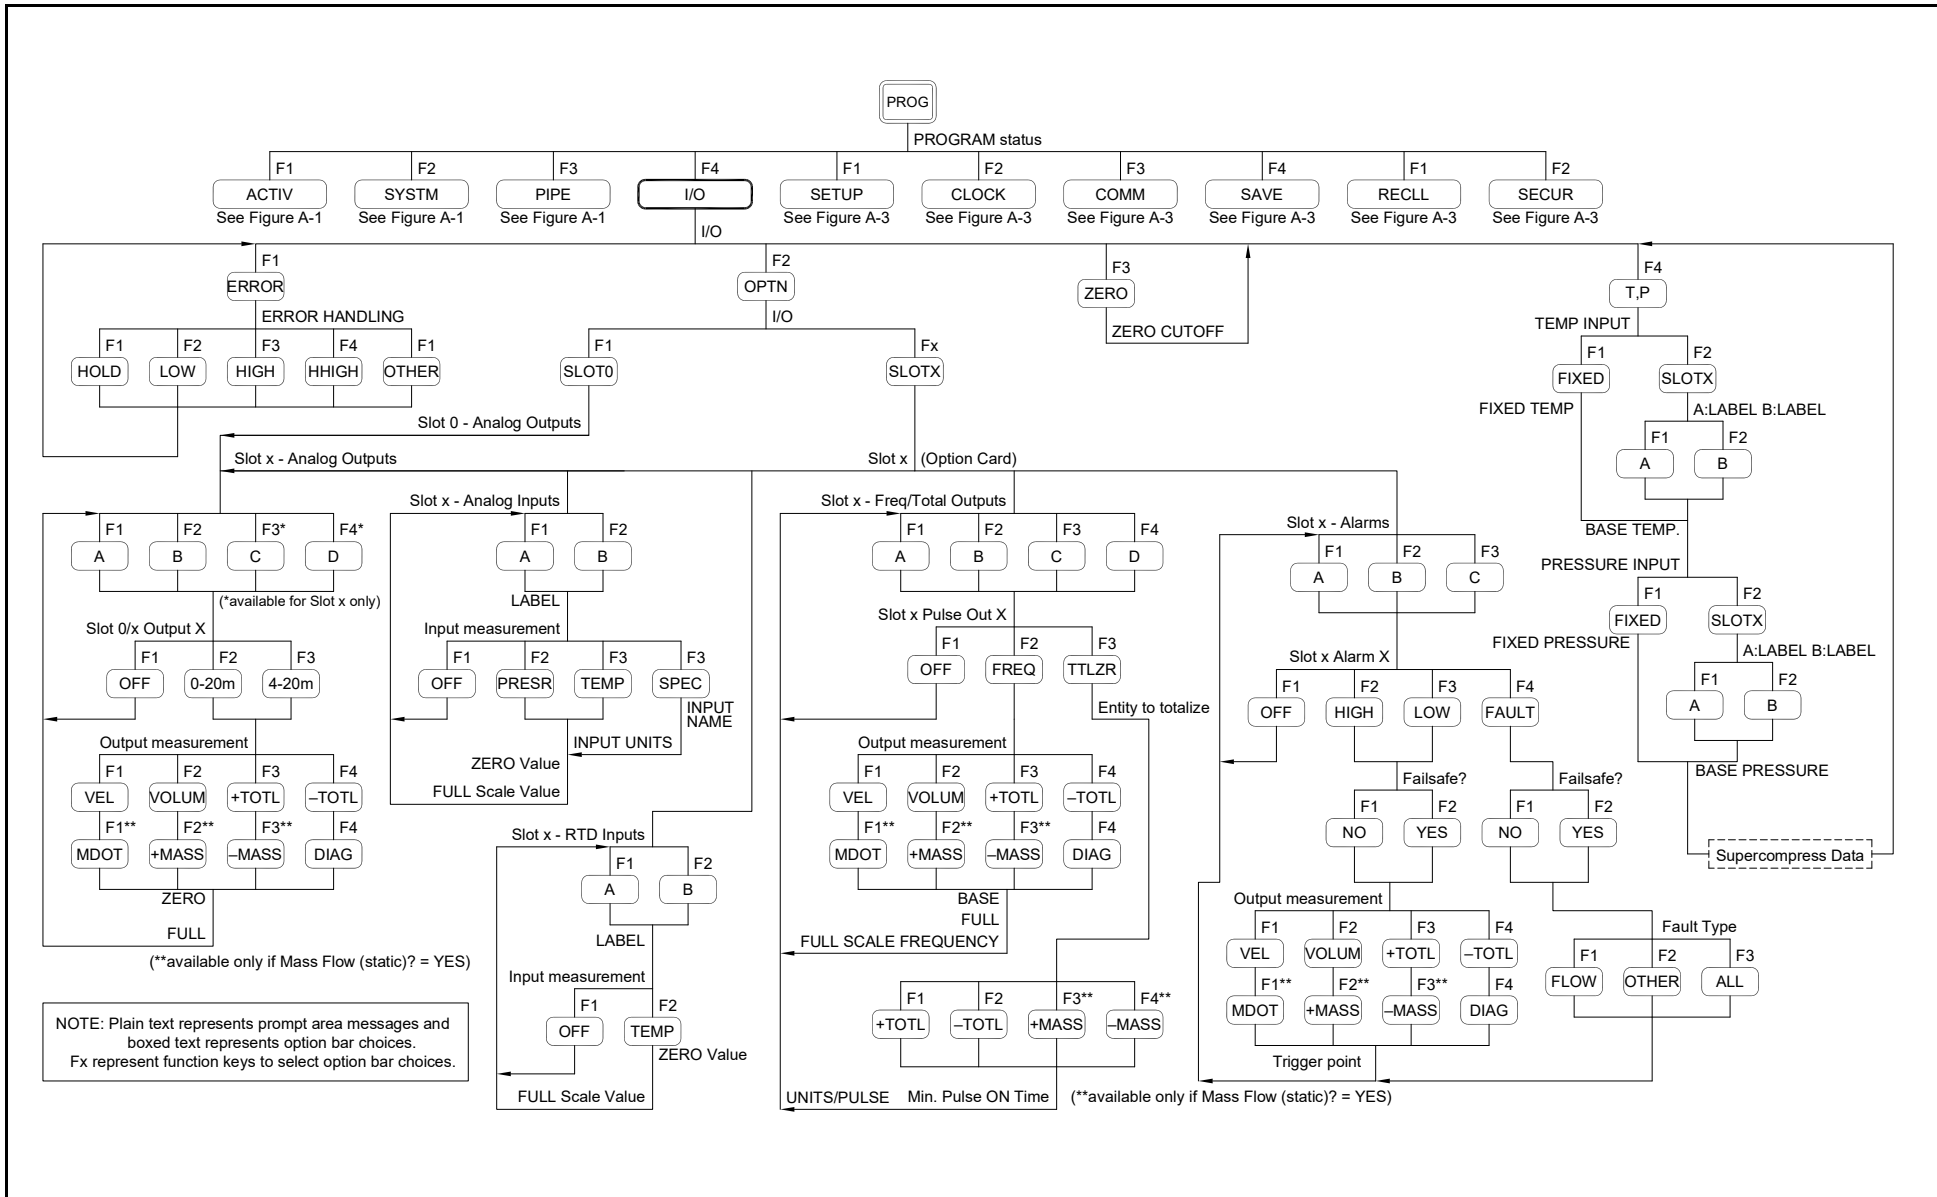 PROG
PROGRAM status
F1 F2 F3 F4 F1 F2 F3 F4 F1 F2
ACTIV SYSTM PIPE I/O SETUP CLOCK COMM SAVE RECLL SECUR
See Figure A-1 See Figure A-1 See Figure A-1 See Figure A-3 See Figure A-3 See Figure A-3 See Figure A-3 See Figure A-3 See Figure A-3
I/O
F1
ERROR
ERROR HANDLING
F1 F2 F3 F4 F1
HOLD LOW HIGH HHIGH OTHER
F2
OPTN
I/O
F1 Fx
SLOT0 SLOTX
F3
ZERO
ZERO CUTOFF
F4
T,P
TEMP INPUT
F1 F2
FIXED SLOTX
FIXED TEMP
A:LABEL B:LABEL
F1 F2
A B
BASE TEMP.
PRESSURE INPUT
F1 F2
FIXED SLOTX
FIXED PRESSURE
A:LABEL B:LABEL
F1 F2
A B
BASE PRESSURE
Supercompress Data
Slot 0 - Analog Outputs
Slot x - Analog Outputs
Slot x (Option Card)
F1 F2 F3* F4*
A B C D
(*available for Slot x only)
Slot 0/x Output X
F1 F2 F3
OFF 0-20m 4-20m
Output measurement
F1 F2 F3 F4
VEL VOLUM +TOTL –TOTL
F1** F2** F3** F4
MDOT +MASS –MASS DIAG
ZERO
FULL
(**available only if Mass Flow (static)? = YES)
Slot x - Analog Inputs
F1 F2
A B
LABEL
Input measurement
F1 F2 F3 F3
OFF PRESR TEMP SPEC
INPUT
NAME
INPUT UNITS
ZERO Value
FULL Scale Value
Slot x - RTD Inputs
F1 F2
A B
LABEL
Input measurement
F1 F2
OFF TEMP
ZERO Value
FULL Scale Value
Slot x - Freq/Total Outputs
F1 F2 F3 F4
A B C D
Slot x Pulse Out X
F1 F2 F3
OFF FREQ TTLZR
Entity to totalize
Output measurement
F1 F2 F3 F4
VEL VOLUM +TOTL –TOTL
F1** F2** F3** F4
MDOT +MASS –MASS DIAG
BASE
FULL
FULL SCALE FREQUENCY
F1 F2 F3** F4**
+TOTL –TOTL +MASS –MASS
UNITS/PULSE Min. Pulse ON Time
(**available only if Mass Flow (static)? = YES)
Slot x - Alarms
F1 F2 F3
A B C
Slot x Alarm X
F1 F2 F3 F4
OFF HIGH LOW FAULT
Failsafe? Failsafe?
F1 F2 F1 F2
NO YES NO YES
Output measurement
F1 F2 F3 F4
VEL VOLUM +TOTL –TOTL
F1** F2** F3** F4
MDOT +MASS –MASS DIAG
Trigger point
Fault Type
F1 F2 F3
FLOW OTHER ALL
NOTE: Plain text represents prompt area messages and
boxed text represents option bar choices.
Fx represent function keys to select option bar choices.